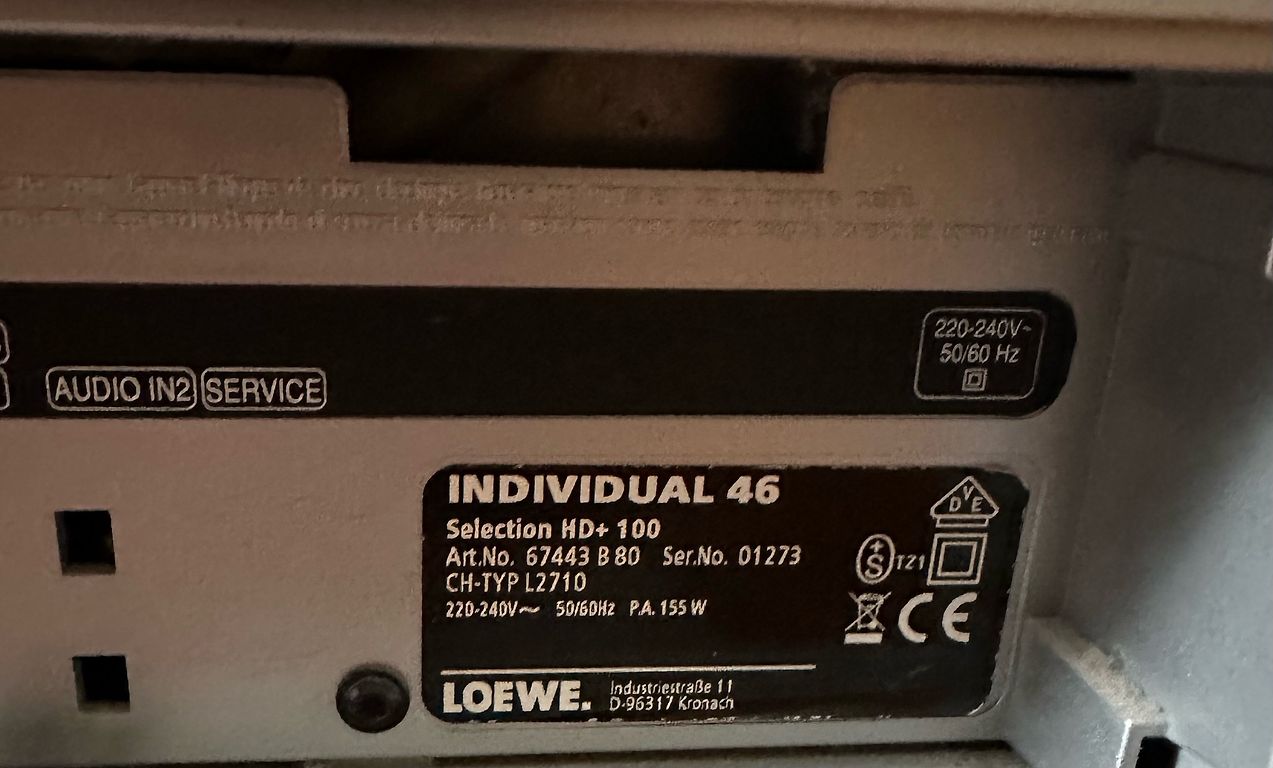 220-240V~
50/60 Hz
AUDIO IN2 SERVICE
INDIVIDUAL 46
Selection HD+ 100
Art.No. 67443 B 80 Ser.No. 01273
CH-TYP L2710
220-240V~ 50/60Hz P.A. 155 W
DVE
+S TZ1
CE
LOEWE. Industriestraße 11
D-96317 Kronach